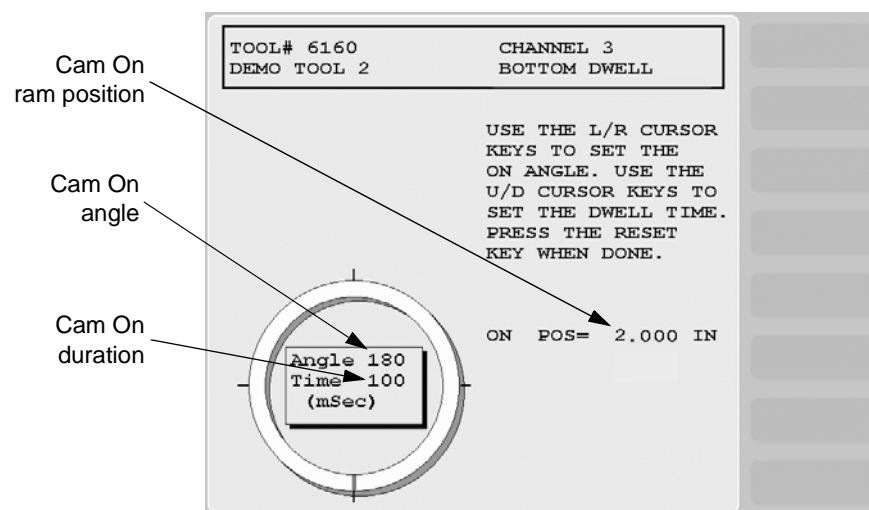 TOOL# 6160 CHANNEL 3
DEMO TOOL 2 BOTTOM DWELL
Cam On
ram position
USE THE L/R CURSOR
KEYS TO SET THE
ON ANGLE. USE THE
U/D CURSOR KEYS TO
SET THE DWELL TIME.
PRESS THE RESET
KEY WHEN DONE.
Cam On
angle
Cam On
duration
ON POS= 2.000 IN
Angle 180
Time 100
(mSec)